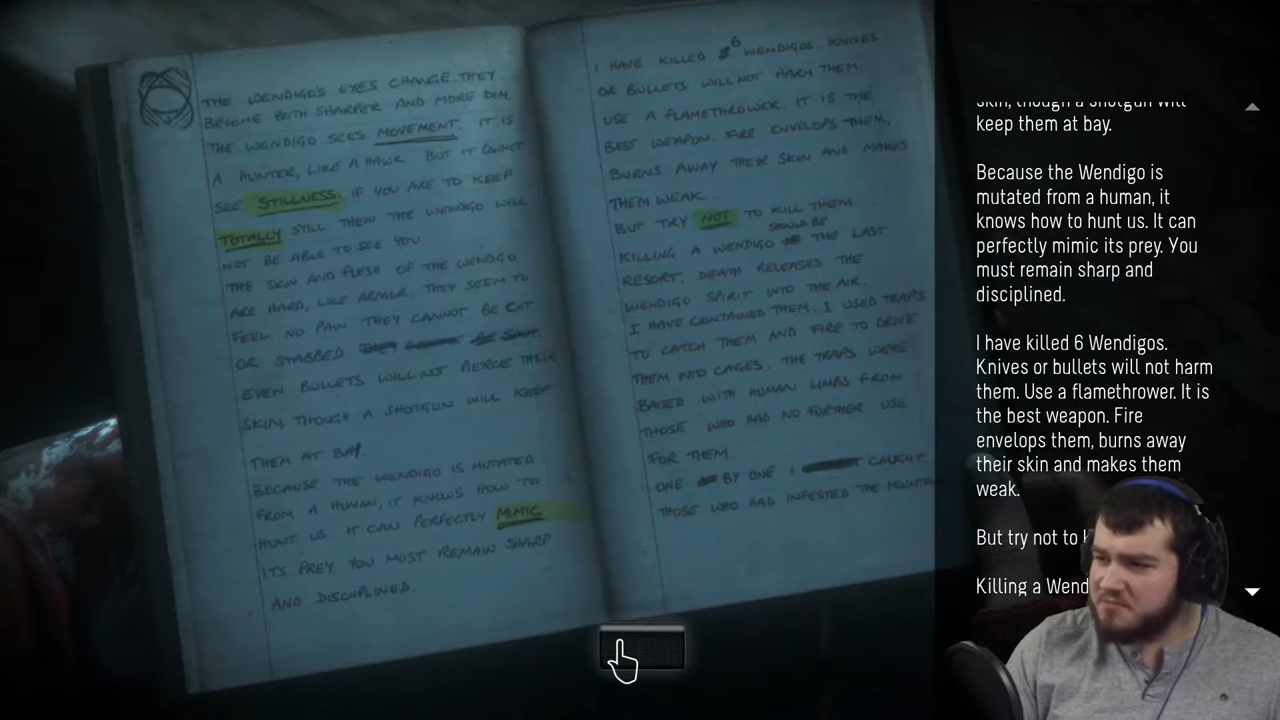 THE WENDIGO'S EYES CHANGE. THEY
BECOME BOTH SHARPER AND MORE DIM.
THE WENDIGO SEES MOVEMENT. IT IS
A HUNTER, LIKE A HAWK. BUT IT
SEE STILLNESS. IF YOU ARE TO KEEP
TOTALLY STILL THEN THE WENDIGO WILL
NOT BE ABLE TO SEE YOU.
THE SKIN AND FLESH OF THE WENDIGO
ARE HARD, LIKE ARMOR. THEY SEEM TO
FEEL NO PAIN. THEY CANNOT BE CUT
OR STABBED THEY CANNOT BE SHOT.
EVEN BULLETS WILL NOT PIERCE THEIR
SKIN, THOUGH A SHOTGUN WILL KEEP
THEM AT BAY.
BECAUSE THE WENDIGO IS MUTATED
FROM A HUMAN, IT KNOWS HOW TO
HUNT US. IT CAN PERFECTLY MIMIC
ITS PREY. YOU MUST REMAIN SHARP
AND DISCIPLINED.
I HAVE KILLED 6 WENDIGOS. KNIVES
OR BULLETS WILL NOT HARM THEM.
USE A FLAMETHROWER. IT IS THE
BEST WEAPON. FIRE ENVELOPS THEM,
BURNS AWAY THEIR SKIN AND MAKES
THEM WEAK.
BUT TRY NOT TO KILL THEM.
KILLING A WENDIGO SHOULD BE THE LAST
RESORT. DEATH RELEASES THE
WENDIGO SPIRIT INTO THE AIR.
I HAVE CONTAINED THEM. I USED TRAPS
TO CATCH THEM AND FIRE TO DRIVE
THEM INTO CAGES. THE TRAPS WERE
BAITED WITH HUMAN LIMBS FROM
THOSE WHO HAD NO FURTHER USE
FOR THEM.
ONE BY ONE I CAUGHT
THOSE WHO HAD INFESTED THE
skin, though a shotgun will
keep them at bay.
Because the Wendigo is
mutated from a human, it
knows how to hunt us. It can
perfectly mimic its prey. You
must remain sharp and
disciplined.
I have killed 6 Wendigos.
Knives or bullets will not harm
them. Use a flamethrower. It is
the best weapon. Fire
envelops them, burns away
their skin and makes them
weak.
But try not to
Killing a Wend